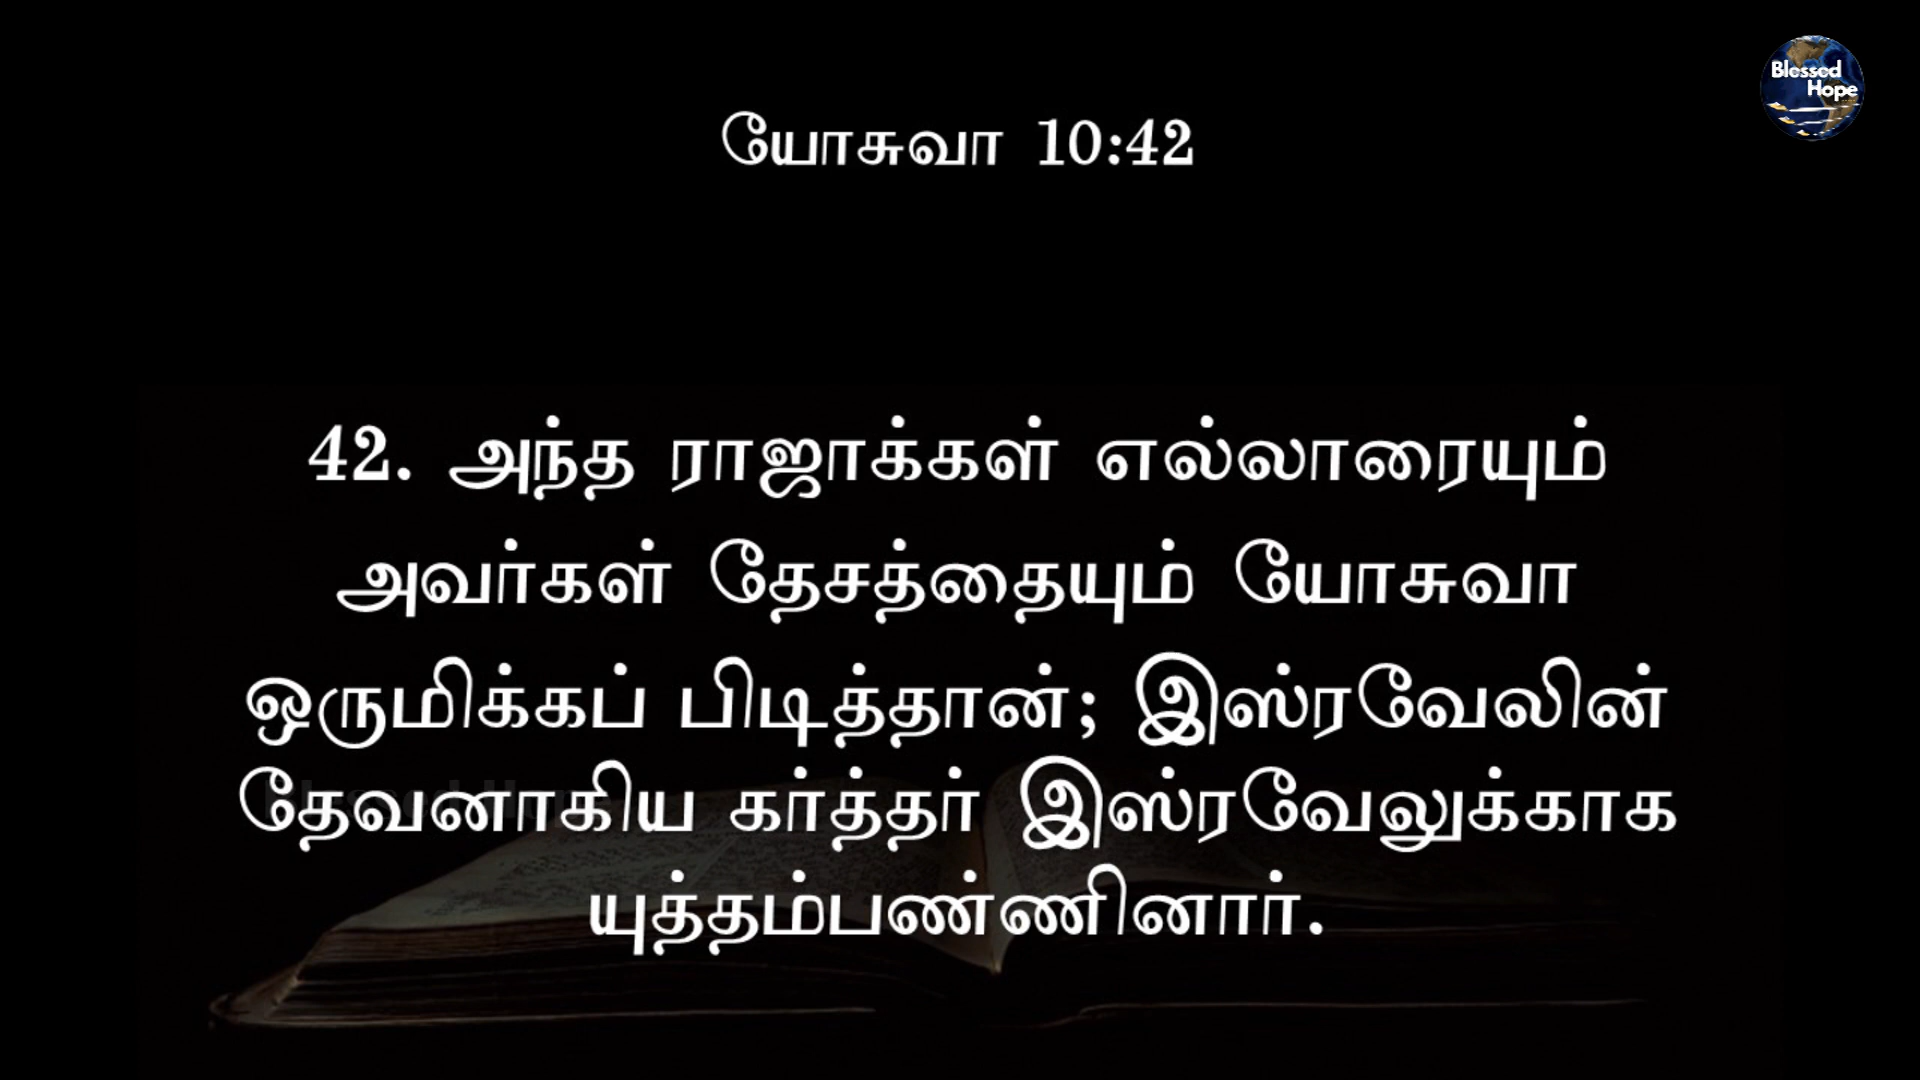 Blessed
Hope
யோசுவா 10:42
42. அந்த ராஜாக்கள் எல்லாரையும்
அவர்கள் தேசத்தையும் யோசுவா
ஒருமிக்கப் பிடித்தான்; இஸ்ரவேலின்
தேவனாகிய கர்த்தர் இஸ்ரவேலுக்காக
யுத்தம்பண்ணினார்.